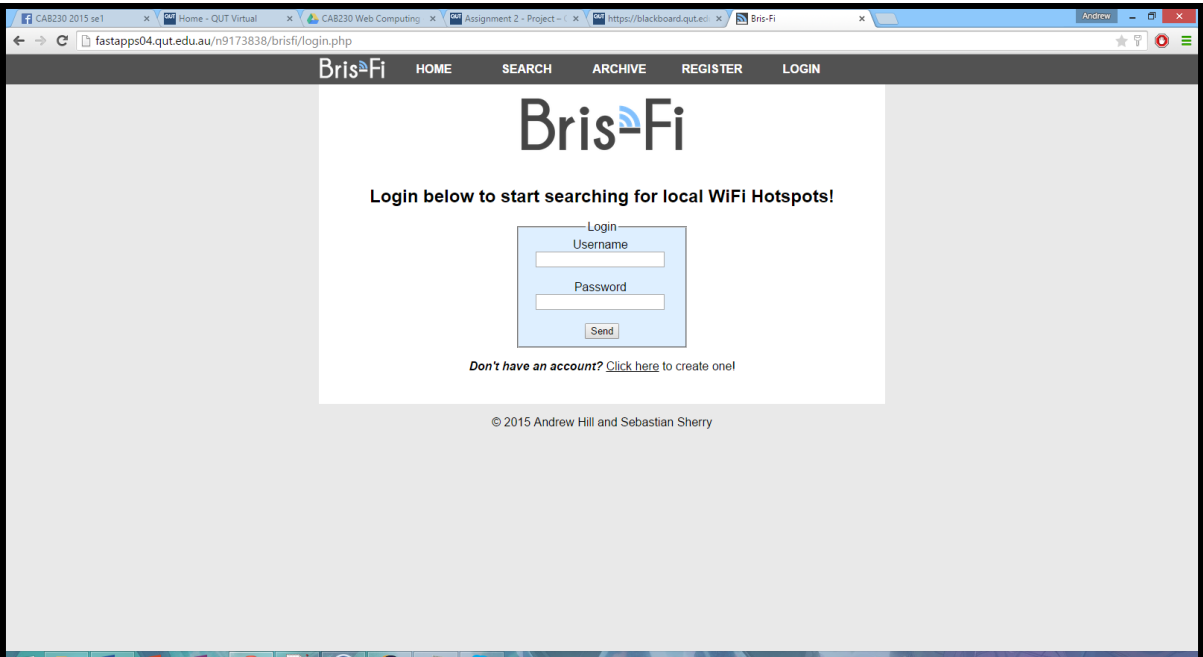 CAB230 2015 se1
Home - QUT Virtual
CAB230 Web Computing
Assignment 2 - Project – (
https://blackboard.qut.edu
Bris-Fi
Andrew
fastapps04.qut.edu.au/n9173838/brisfi/login.php
Bris-Fi HOME SEARCH ARCHIVE REGISTER LOGIN
Bris-Fi
Login below to start searching for local WiFi Hotspots!
Login
Username
Password
Send
Don't have an account? Click here to create one!
© 2015 Andrew Hill and Sebastian Sherry